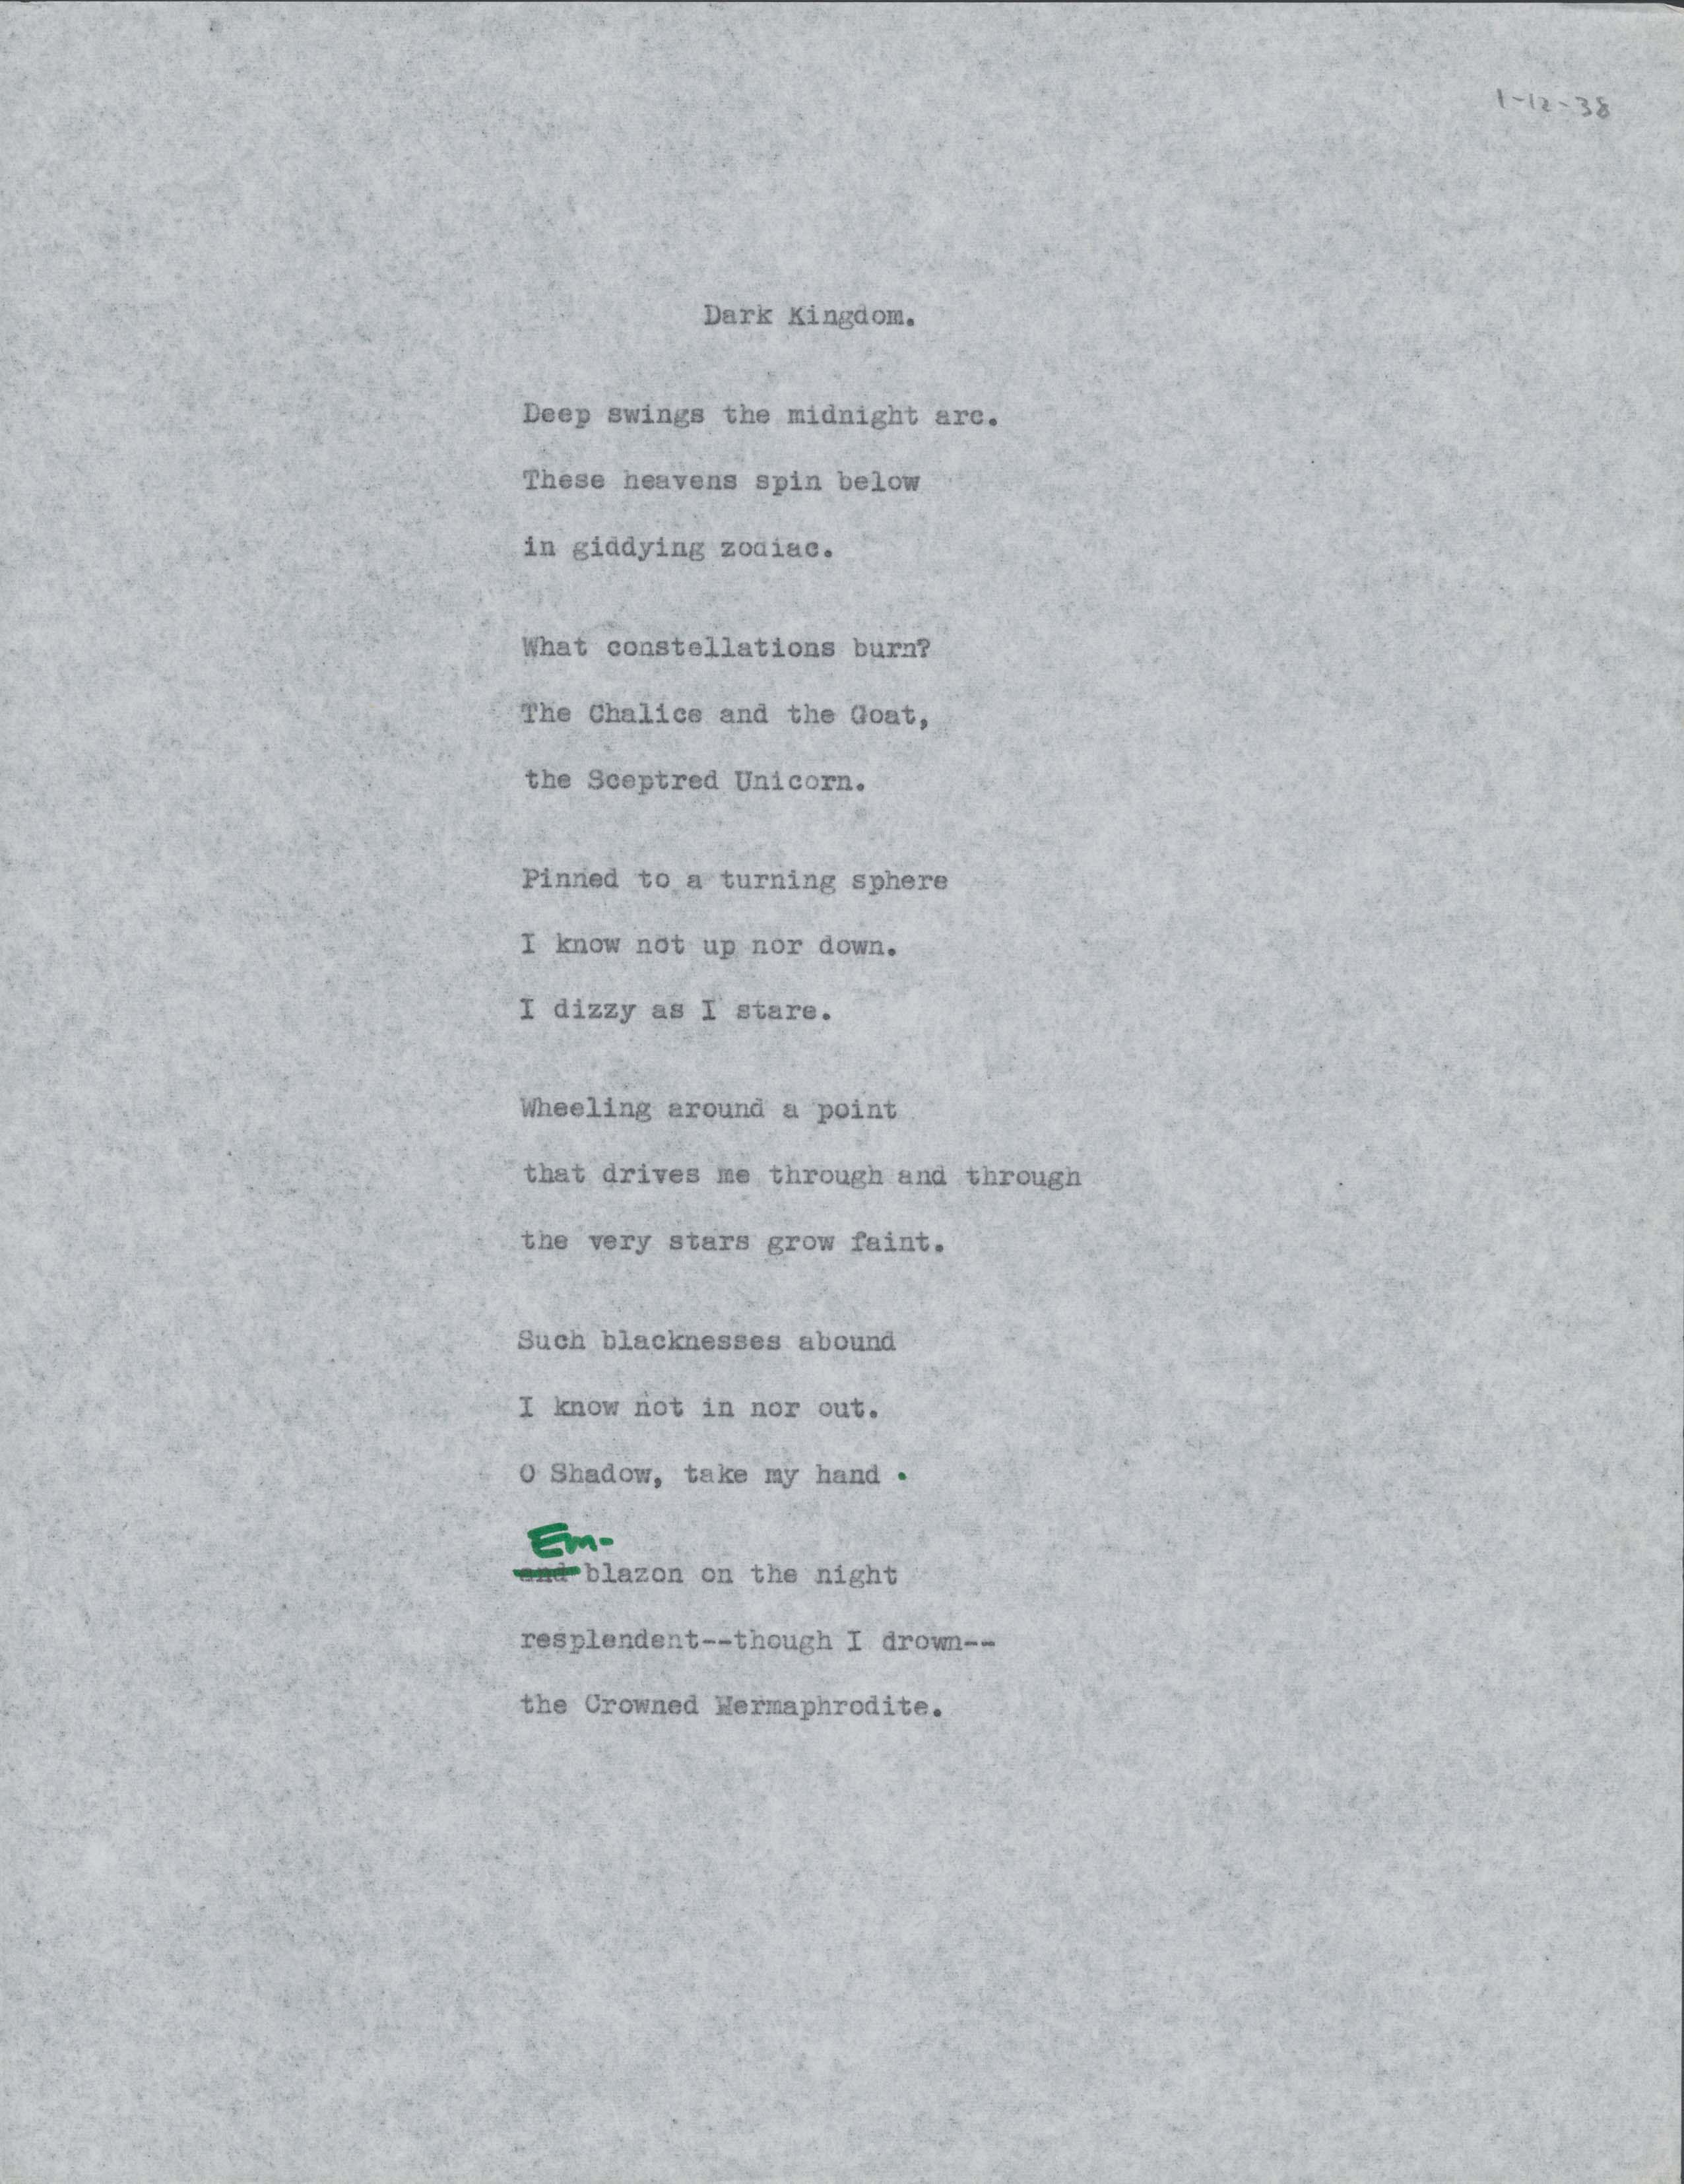 1-12-38
Dark Kingdom.
Deep swings the midnight arc.
These heavens spin below
in giddying zodiac.
What constellations burn?
The Chalice and the Goat,
the Sceptred Unicorn.
Pinned to a turning sphere
I know not up nor down.
I dizzy as I stare.
Wheeling around a point
that drives me through and through
the very stars grow faint.
Such blacknesses abound
I know not in nor out.
O Shadow, take my hand .
Em-
and blazon on the night
resplendent--though I drown--
the Crowned Hermaphrodite.